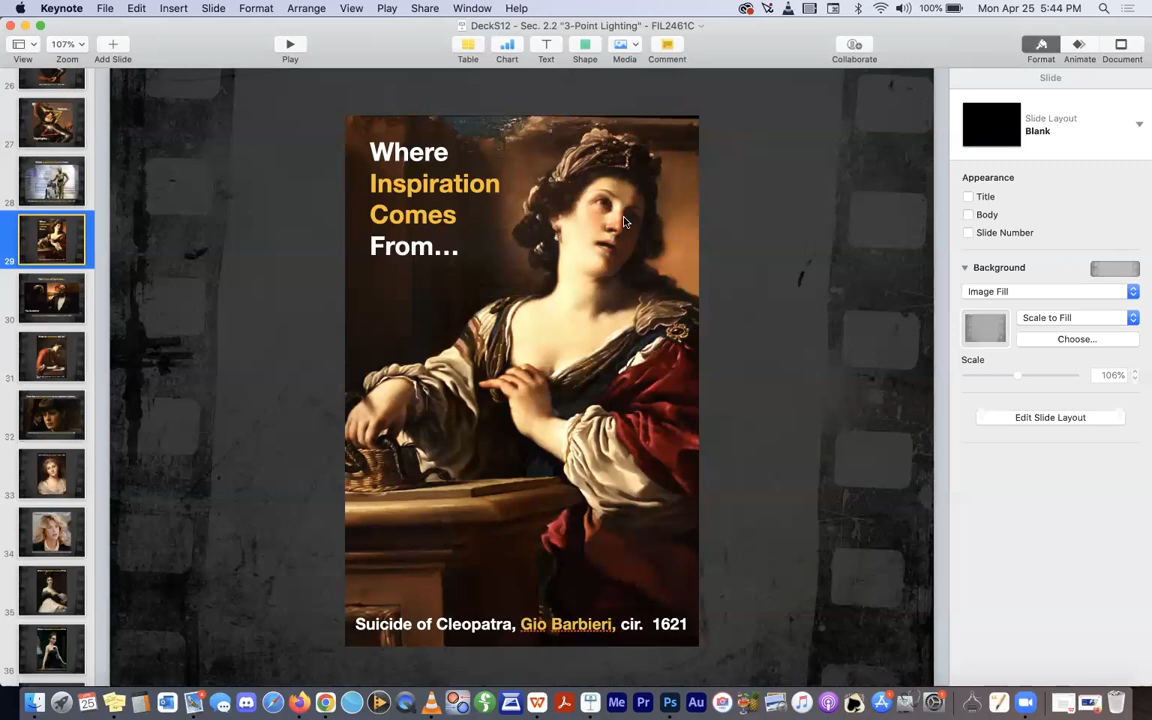 Keynote File Edit Insert Slide Format Arrange View Play Share Window Help 100% Mon Apr 25 5:44 PM
DeckS12 - Sec. 2.2 "3-Point Lighting" - FIL2461C
107%
View Zoom Add Slide Play Table Chart Text Shape Media Comment Collaborate Format Animate Document
Slide
26
27
28
29
30
31
32
33
34
35
36
Where
Inspiration
Comes
From...
Suicide of Cleopatra, Gio Barbieri, cir. 1621
Slide Layout
Blank
Appearance
Title
Body
Slide Number
Background
Image Fill
Scale to Fill
Choose...
Scale
106%
Edit Slide Layout